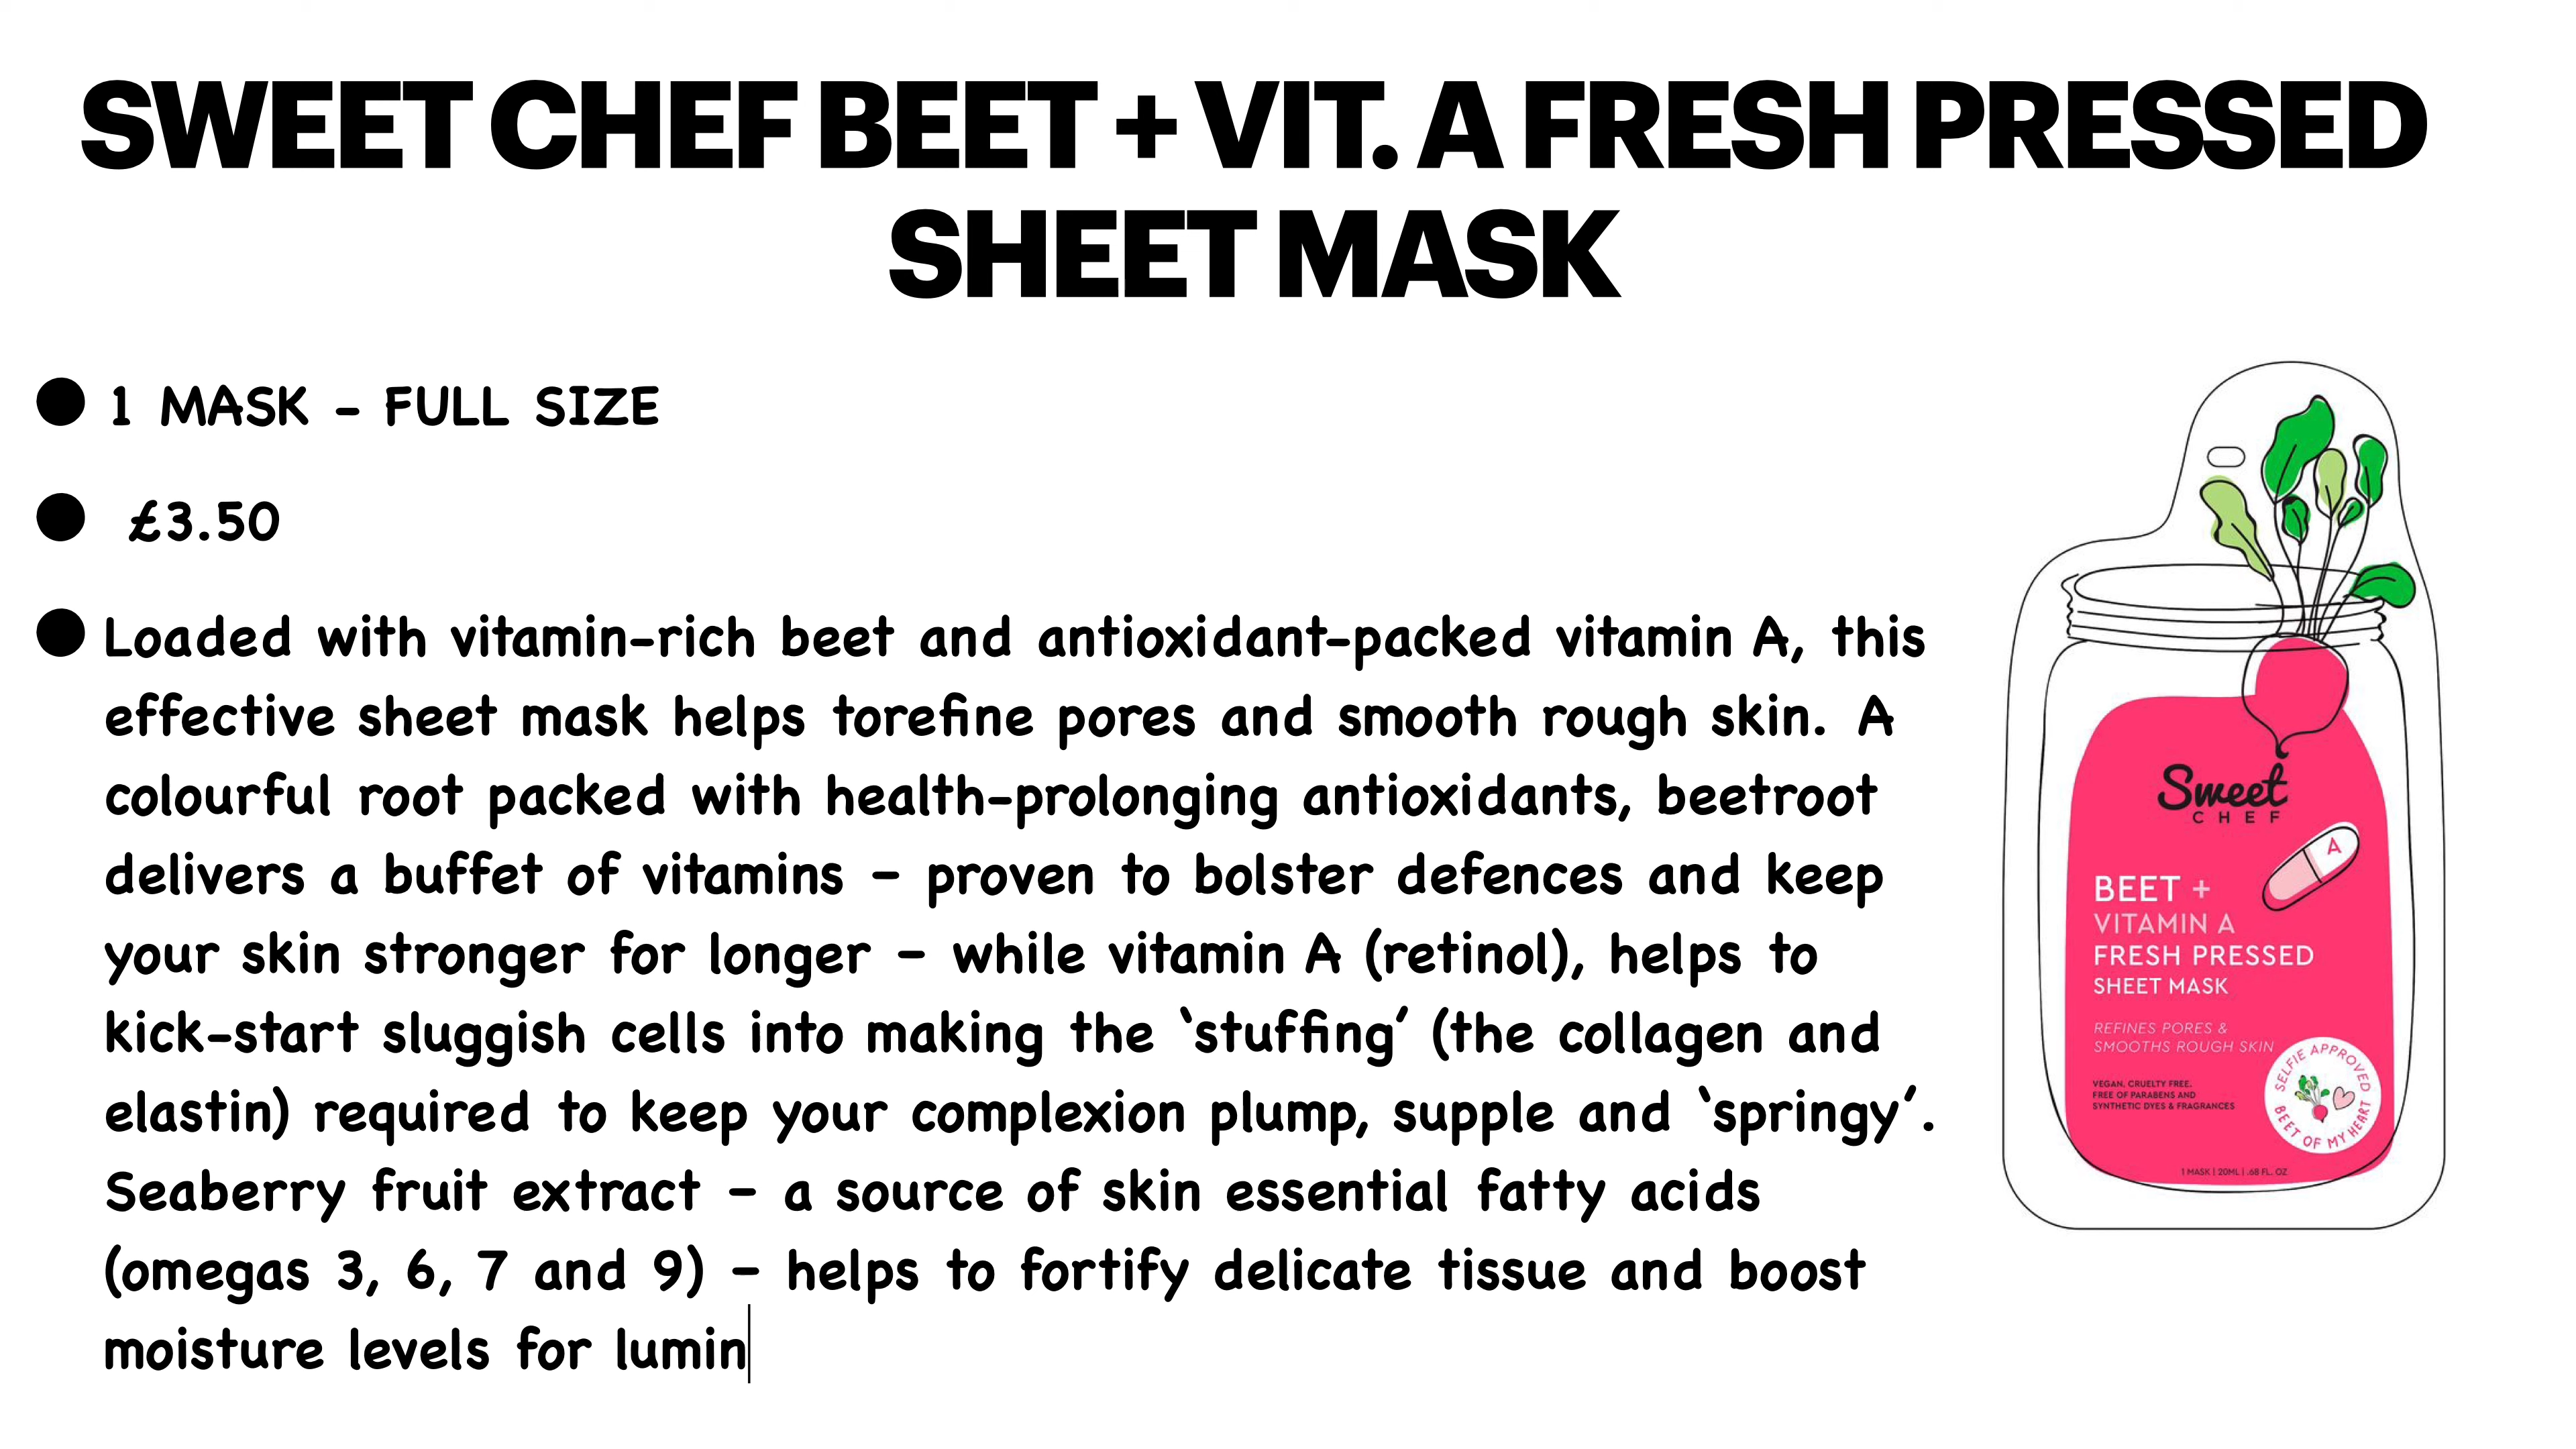 SWEET CHEF BEET + VIT. A FRESH PRESSED
SHEET MASK
1 MASK - FULL SIZE
£3.50
Loaded with vitamin-rich beet and antioxidant-packed vitamin A, this
effective sheet mask helps torefine pores and smooth rough skin. A
colourful root packed with health-prolonging antioxidants, beetroot
delivers a buffet of vitamins – proven to bolster defences and keep
your skin stronger for longer – while vitamin A (retinol), helps to
kick-start sluggish cells into making the ‘stuffing’ (the collagen and
elastin) required to keep your complexion plump, supple and ‘springy’.
Seaberry fruit extract – a source of skin essential fatty acids
(omegas 3, 6, 7 and 9) – helps to fortify delicate tissue and boost
moisture levels for lumin
Sweet
CHEF
A
BEET +
VITAMIN A
FRESH PRESSED
SHEET MASK
REFINES PORES &
SMOOTHS ROUGH SKIN
VEGAN. CRUELTY FREE.
FREE OF PARABENS AND
SYNTHETIC DYES & FRAGRANCES
SELFIE APPROVED
BEET OF MY HEART
1 MASK | 20ML | .68 FL. OZ